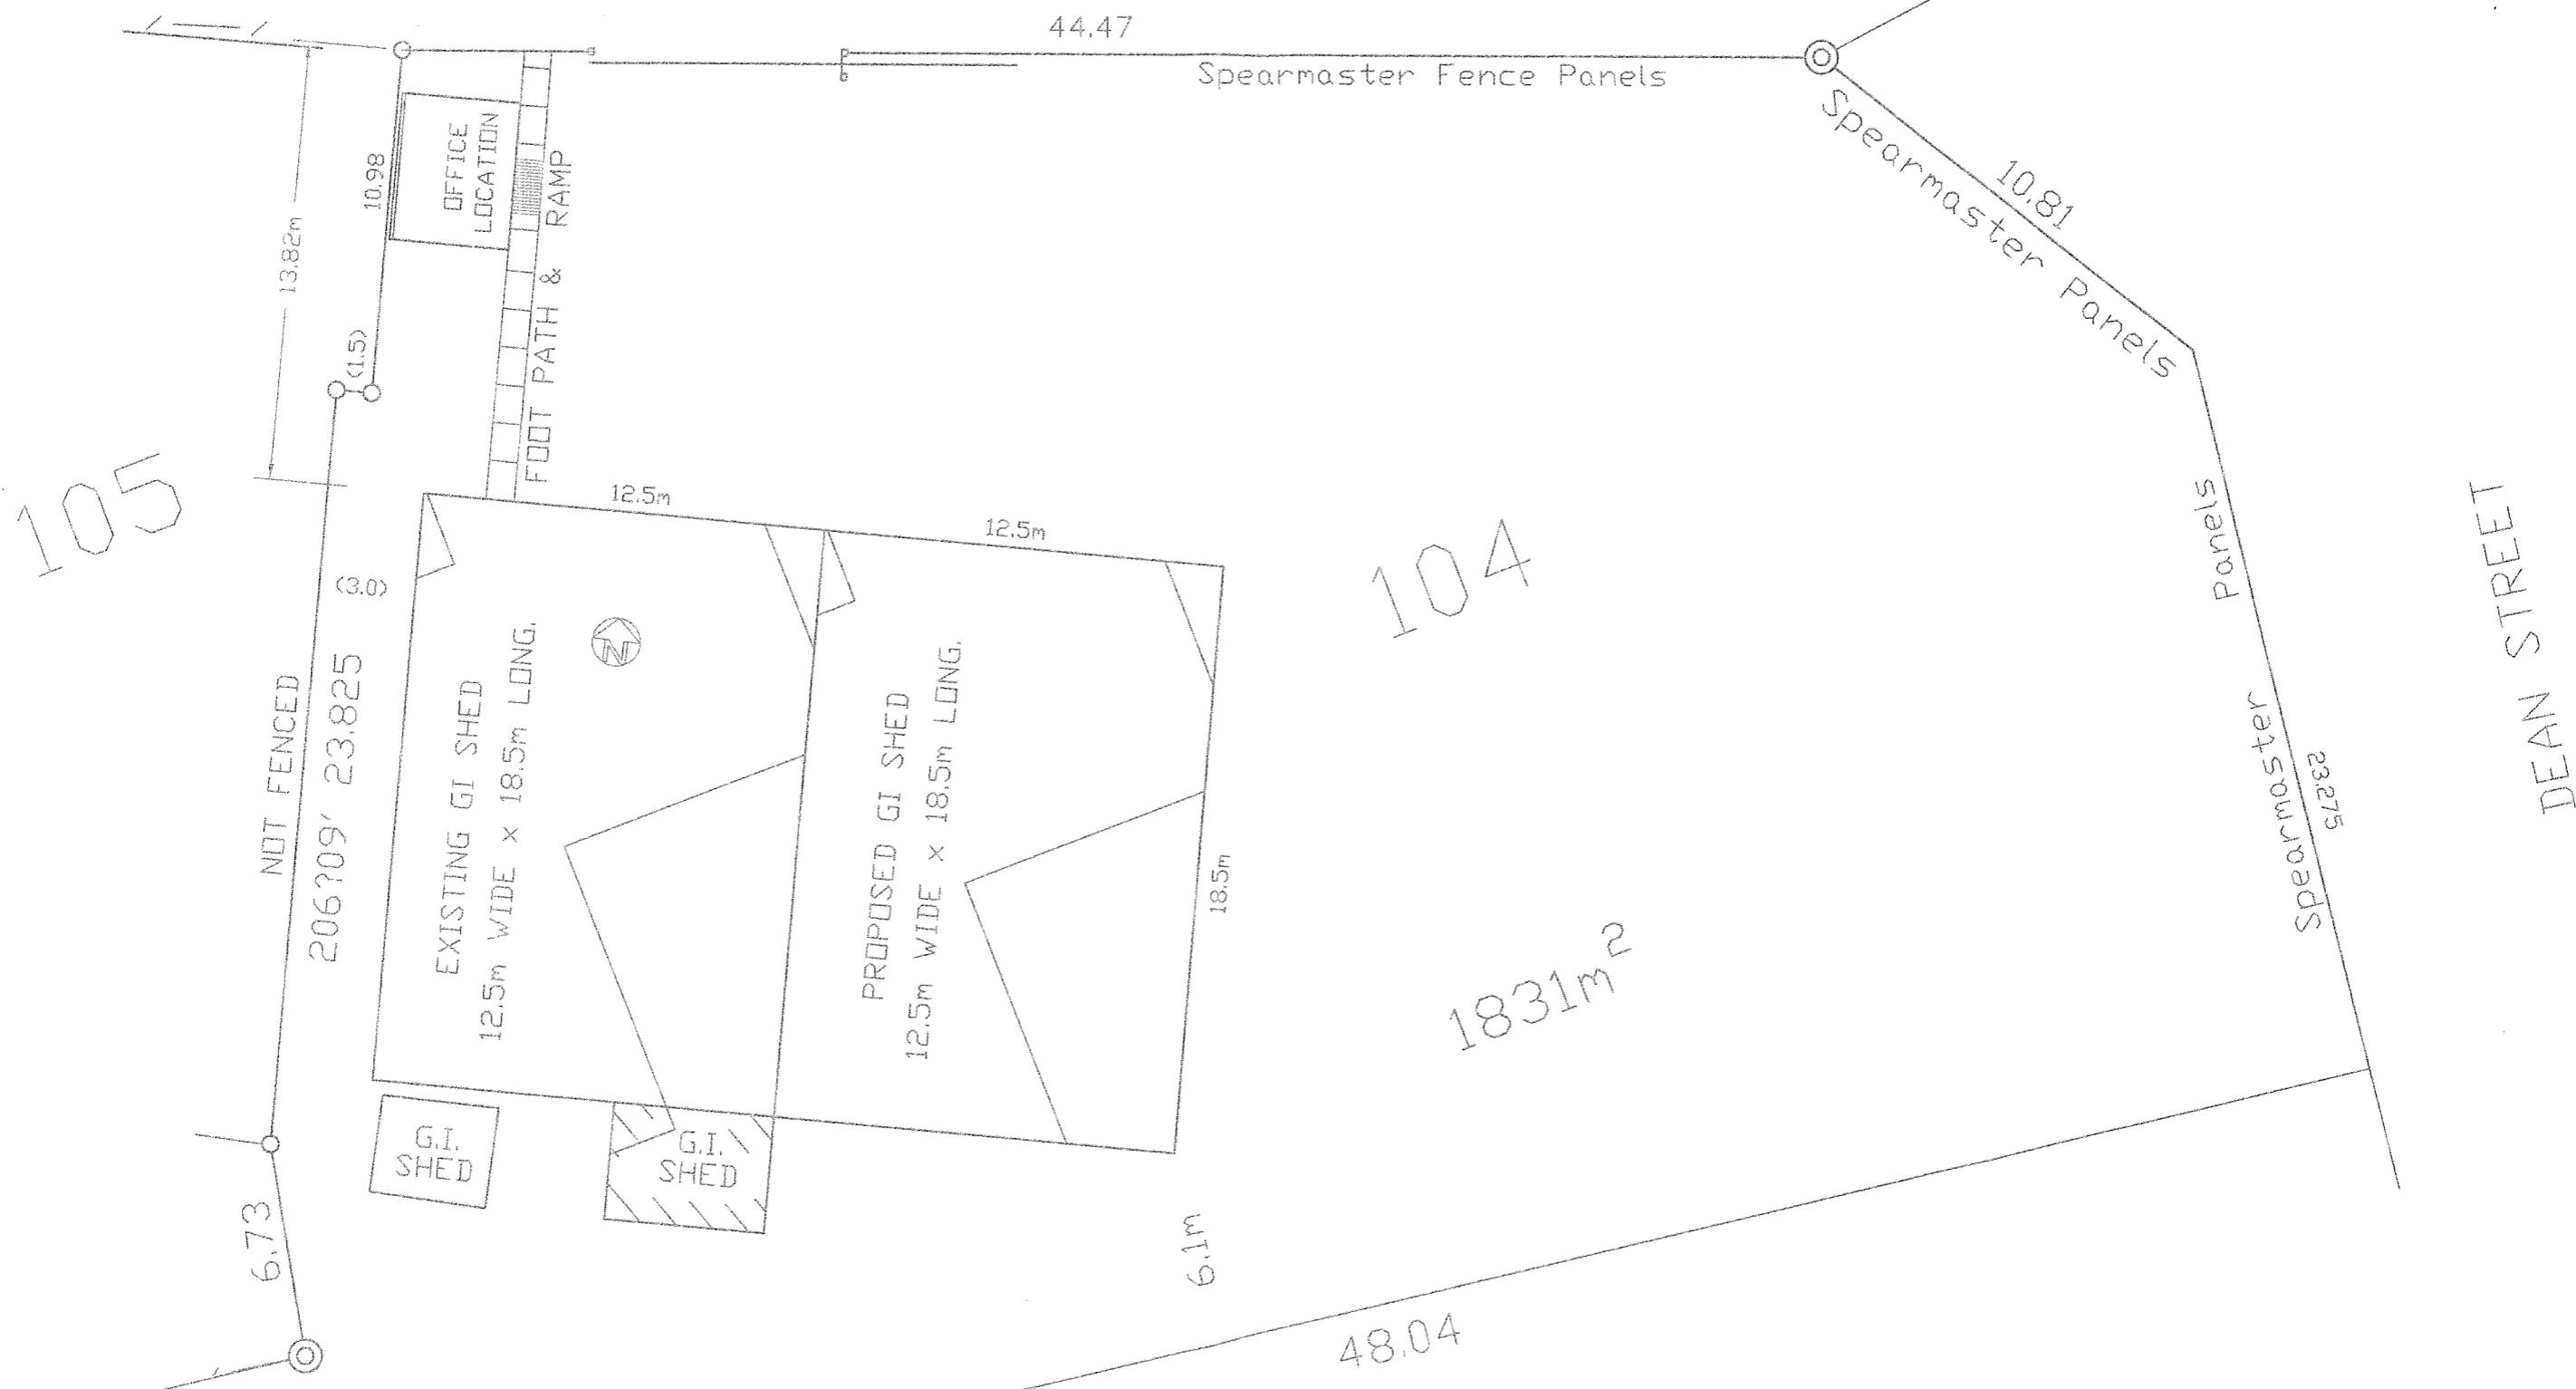 44.47
Spearmaster Fence Panels
Spearmaster Panels
10.81
OFFICE
LOCATION
10.98
13.82m
(1.5)
FOOT PATH & RAMP
105
12.5m
12.5m
104
(3.0)
N
NOT FENCED
206?09' 23.825
EXISTING GI SHED
12.5m WIDE x 18.5m LONG.
PROPOSED GI SHED
12.5m WIDE x 18.5m LONG.
18.5m
Spearmaster Panels
23.275
DEAN STREET
1831m²
G.I.
SHED
G.I.
SHED
6.73
6.1m
48.04